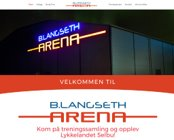 B.LANGSETH
ARENA
VELKOMMEN TIL
B.LANGSETH
ARENA
Kom på treningssamling og opplev
Lykkelandet Selbu!